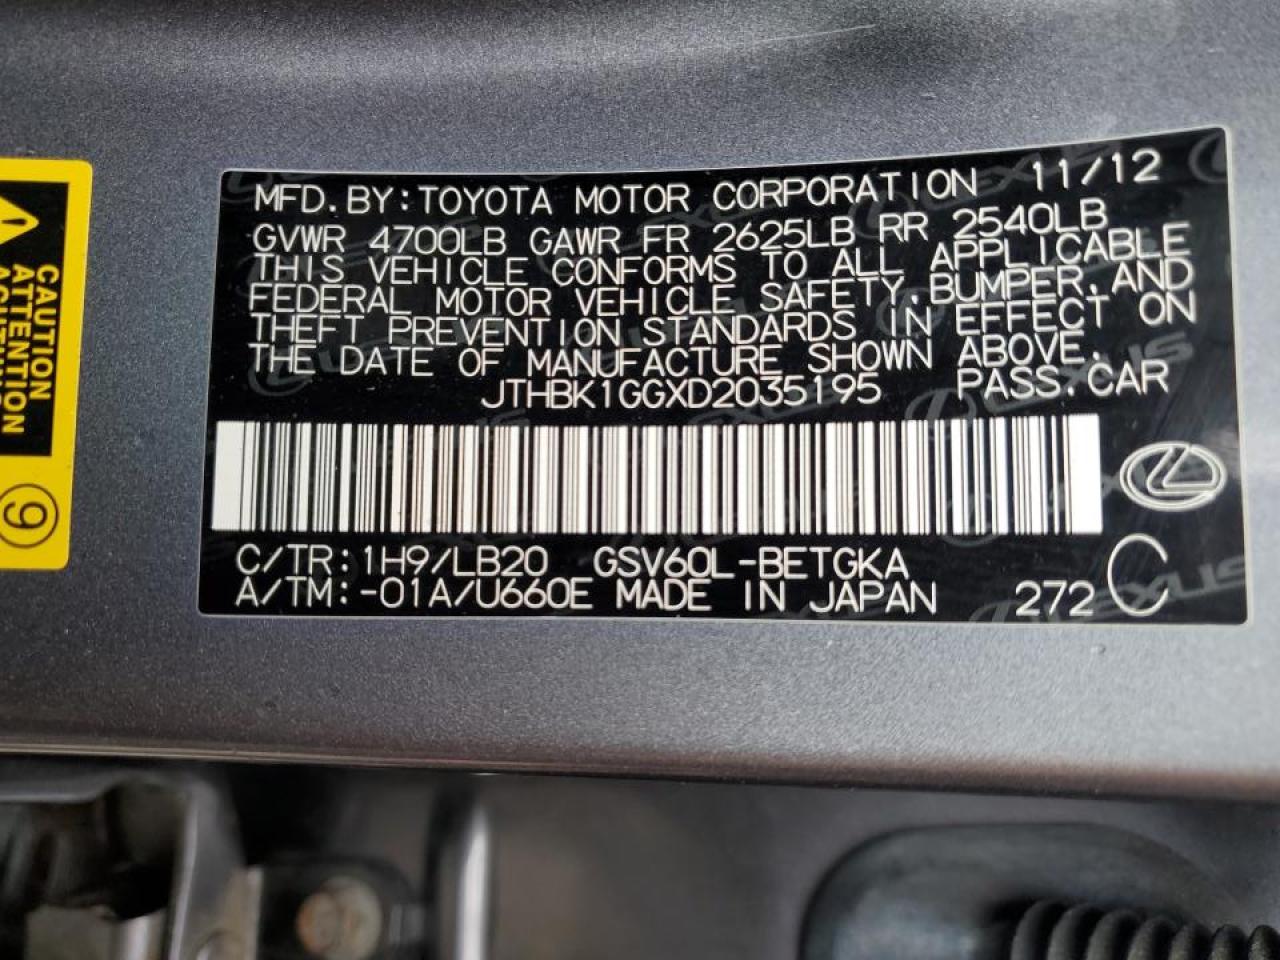 MFD. BY: TOYOTA MOTOR CORPORATION 11/12
GVWR 4700LB GAWR FR 2625LB RR 2540LB
THIS VEHICLE CONFORMS TO ALL APPLICABLE
FEDERAL MOTOR VEHICLE SAFETY, BUMPER, AND
THEFT PREVENTION STANDARDS IN EFFECT ON
THE DATE OF MANUFACTURE SHOWN ABOVE.
JTHBK1GGXD2035195 PASS. CAR
C/TR: 1H9/LB20 GSV60L-BETGKA
A/TM: -01A/U660E MADE IN JAPAN 272 C
CAUTION
ATTENTION
9
LEXUS